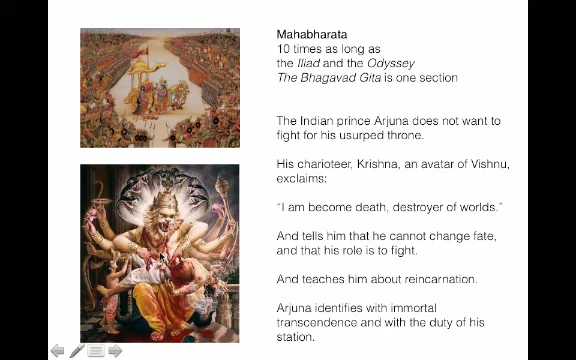 Mahabharata
10 times as long as
the Iliad and the Odyssey
The Bhagavad Gita is one section
The Indian prince Arjuna does not want to
fight for his usurped throne.
His charioteer, Krishna, an avatar of Vishnu,
exclaims:
“I am become death, destroyer of worlds.”
And tells him that he cannot change fate,
and that his role is to fight.
And teaches him about reincarnation.
Arjuna identifies with immortal
transcendence and with the duty of his
station.